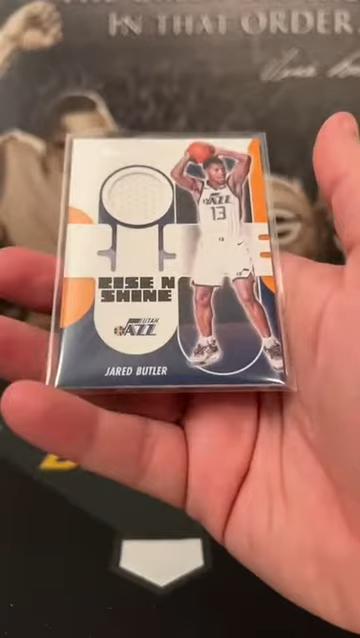 IN THAT ORDER.
JAZZ
13
RISE N
SHINE
UTAH
JAZZ
JARED BUTLER